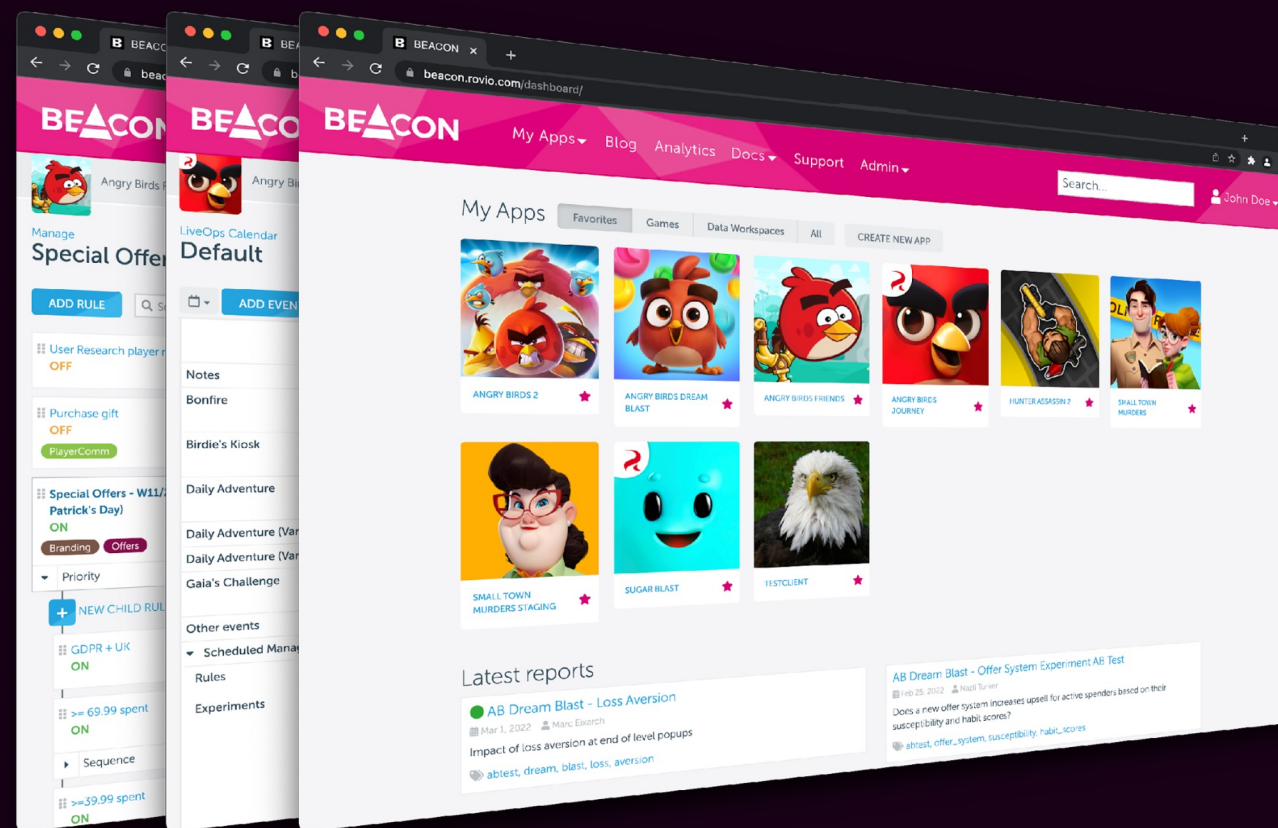 BEACO
beac
BEACON
Angry Birds F
Manage
Special Offer
ADD RULE
User Research player r
OFF
Purchase gift
OFF
PlayerComm
Special Offers - W11/
Patrick's Day)
ON
Branding
Offers
Priority
NEW CHILD RUL
GDPR + UK
ON
>= 69.99 spent
ON
Sequence
>=39.99 spent
ON
BEA
b
BEACO
Angry Bi
LiveOps Calendar
Default
ADD EVEN
Notes
Bonfire
Birdie's Kiosk
Daily Adventure
Daily Adventure (Var
Daily Adventure (Var
Gaia's Challenge
Other events
Scheduled Mana
Rules
Experiments
B BEACON
beacon.rovio.com/dashboard/
BEACON
My Apps Blog Analytics Docs Support Admin
Search...
John Doe
My Apps
Favorites Games Data Workspaces All CREATE NEW APP
ANGRY BIRDS 2
ANGRY BIRDS DREAM
BLAST
ANGRY BIRDS FRIENDS
ANGRY BIRDS
JOURNEY
HUNTER ASSASSIN 2
SMALL TOWN
MURDERS
SMALL TOWN
MURDERS STAGING
SUGAR BLAST
TESTCLIENT
Latest reports
AB Dream Blast - Loss Aversion
Mar 1, 2022 Marc Eixarch
Impact of loss aversion at end of level popups
abtest, dream, blast, loss, aversion
AB Dream Blast - Offer System Experiment AB Test
Feb 25, 2022 Nazli Turker
Does a new offer system increases upsell for active spenders based on their
susceptibility and habit scores?
abtest, offer_system, susceptibility, habit_scores